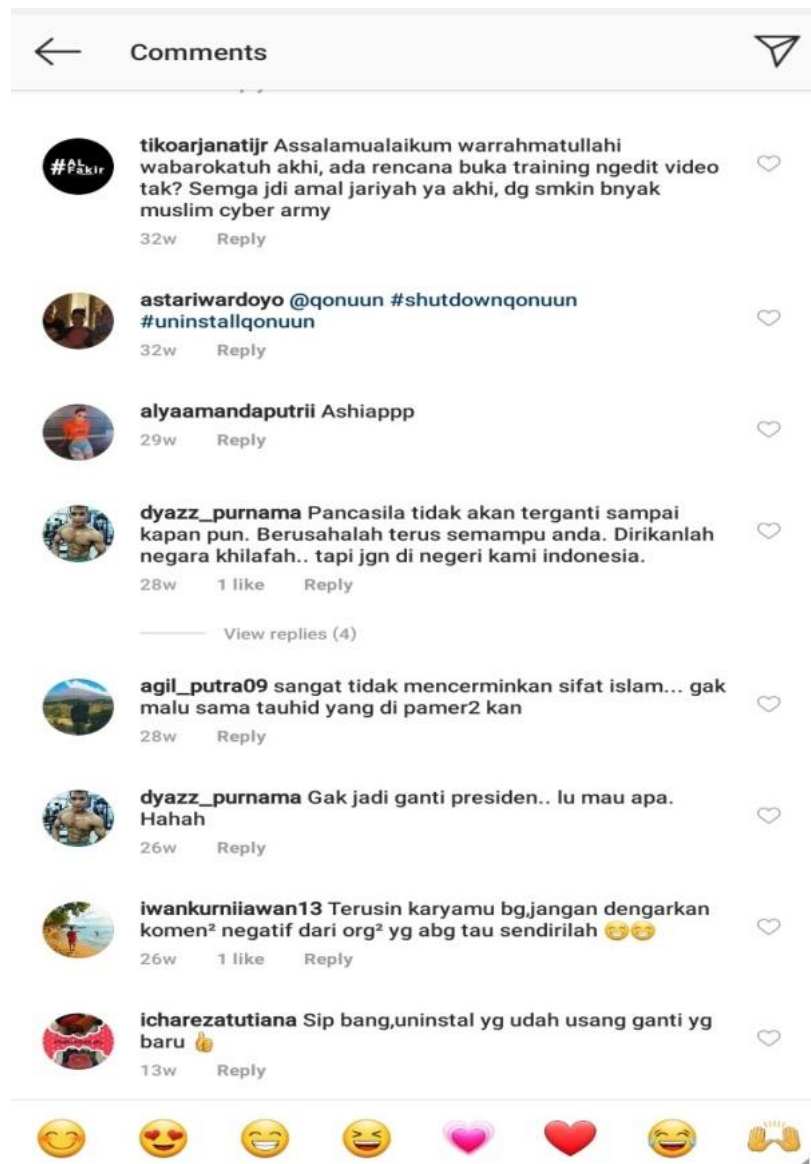 Comments
#AL Fakir
tikoarjanatijr Assalamualaikum warrahmatullahi
wabarokatuh akhi, ada rencana buka training ngedit video
tak? Semga jdi amal jariyah ya akhi, dg smkin bnyak
muslim cyber army
32w Reply
astariwardoyo @qonuun #shutdownqonuun
#uninstallqonuun
32w Reply
alyaamandaputrii Ashiappp
29w Reply
dyazz_purnama Pancasila tidak akan terganti sampai
kapan pun. Berusahalah terus semampu anda. Dirikanlah
negara khilafah.. tapi jgn di negeri kami indonesia.
28w 1 like Reply
View replies (4)
agil_putra09 sangat tidak mencerminkan sifat islam... gak
malu sama tauhid yang di pamer2 kan
28w Reply
dyazz_purnama Gak jadi ganti presiden.. lu mau apa.
Hahah
26w Reply
iwankurniiawan13 Terusin karyamu bg,jangan dengarkan
komen² negatif dari org² yg abg tau sendirilah 😁😁
26w 1 like Reply
icharezatutiana Sip bang,uninstal yg udah usang ganti yg
baru 👍
13w Reply